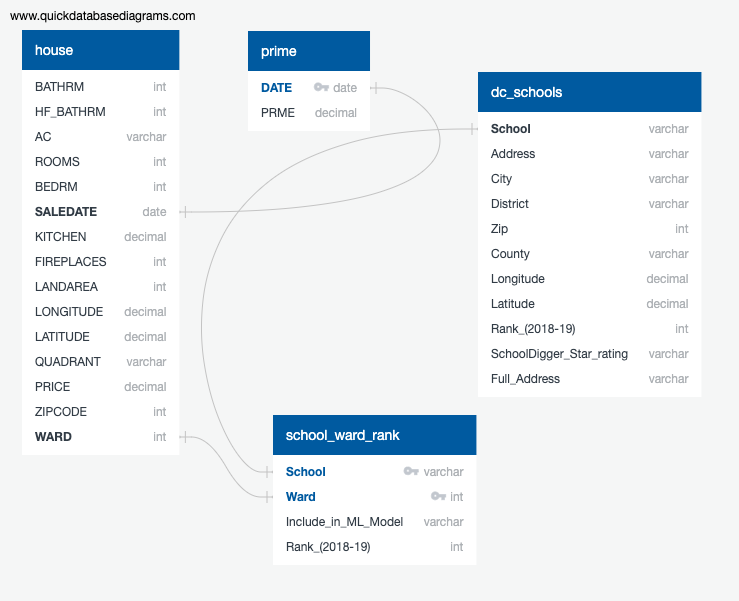 www.quickdatabasediagrams.com
house
BATHRM int
HF_BATHRM int
AC varchar
ROOMS int
BEDRM int
SALEDATE date
KITCHEN decimal
FIREPLACES int
LANDAREA int
LONGITUDE decimal
LATITUDE decimal
QUADRANT varchar
PRICE decimal
ZIPCODE int
WARD int
prime
DATE date
PRME decimal
dc_schools
School varchar
Address varchar
City varchar
District varchar
Zip int
County varchar
Longitude decimal
Latitude decimal
Rank_(2018-19) int
SchoolDigger_Star_rating varchar
Full_Address varchar
school_ward_rank
School varchar
Ward int
Include_in_ML_Model varchar
Rank_(2018-19) int